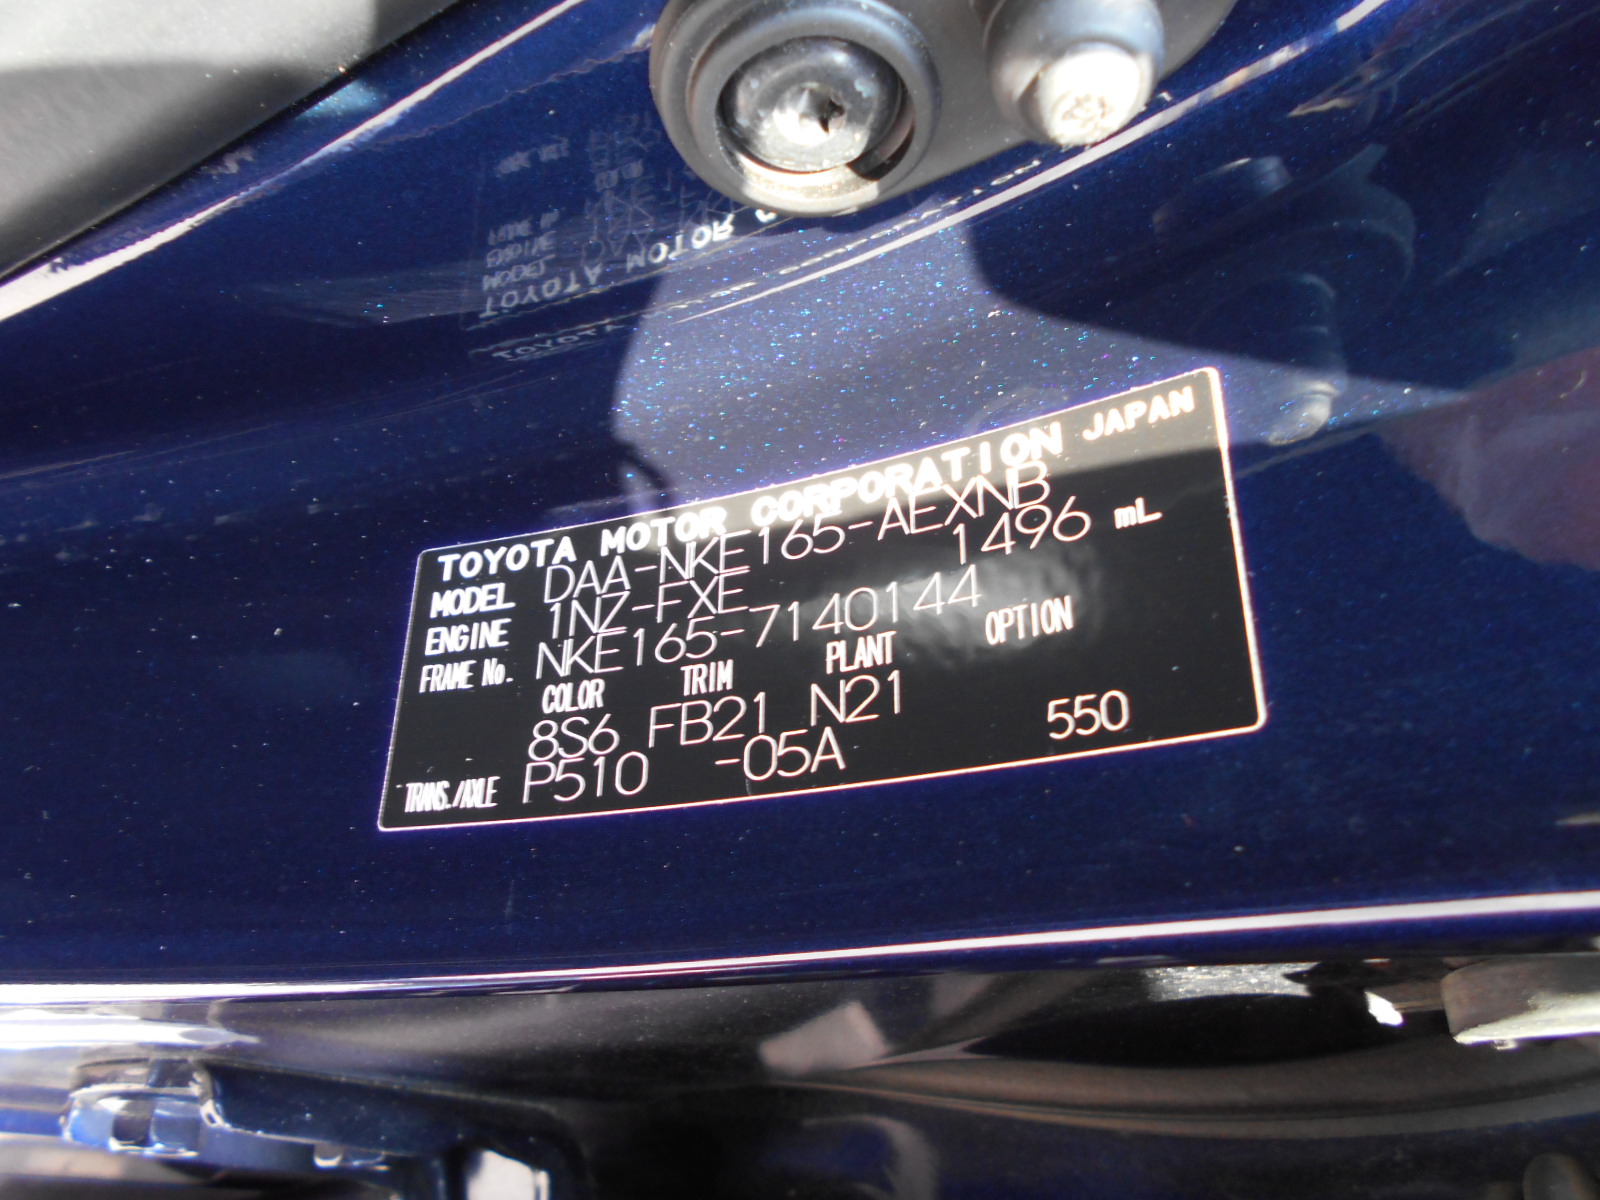 TOYOTA MOTOR CORPORATION JAPAN
MODEL DAA-NKE165-AEXNB
ENGINE 1NZ-FXE 1496 mL
FRAME No. NKE165-7140144
COLOR TRIM PLANT OPTION
8S6 FB21 N21
TRANS./AXLE P510 -05A 550